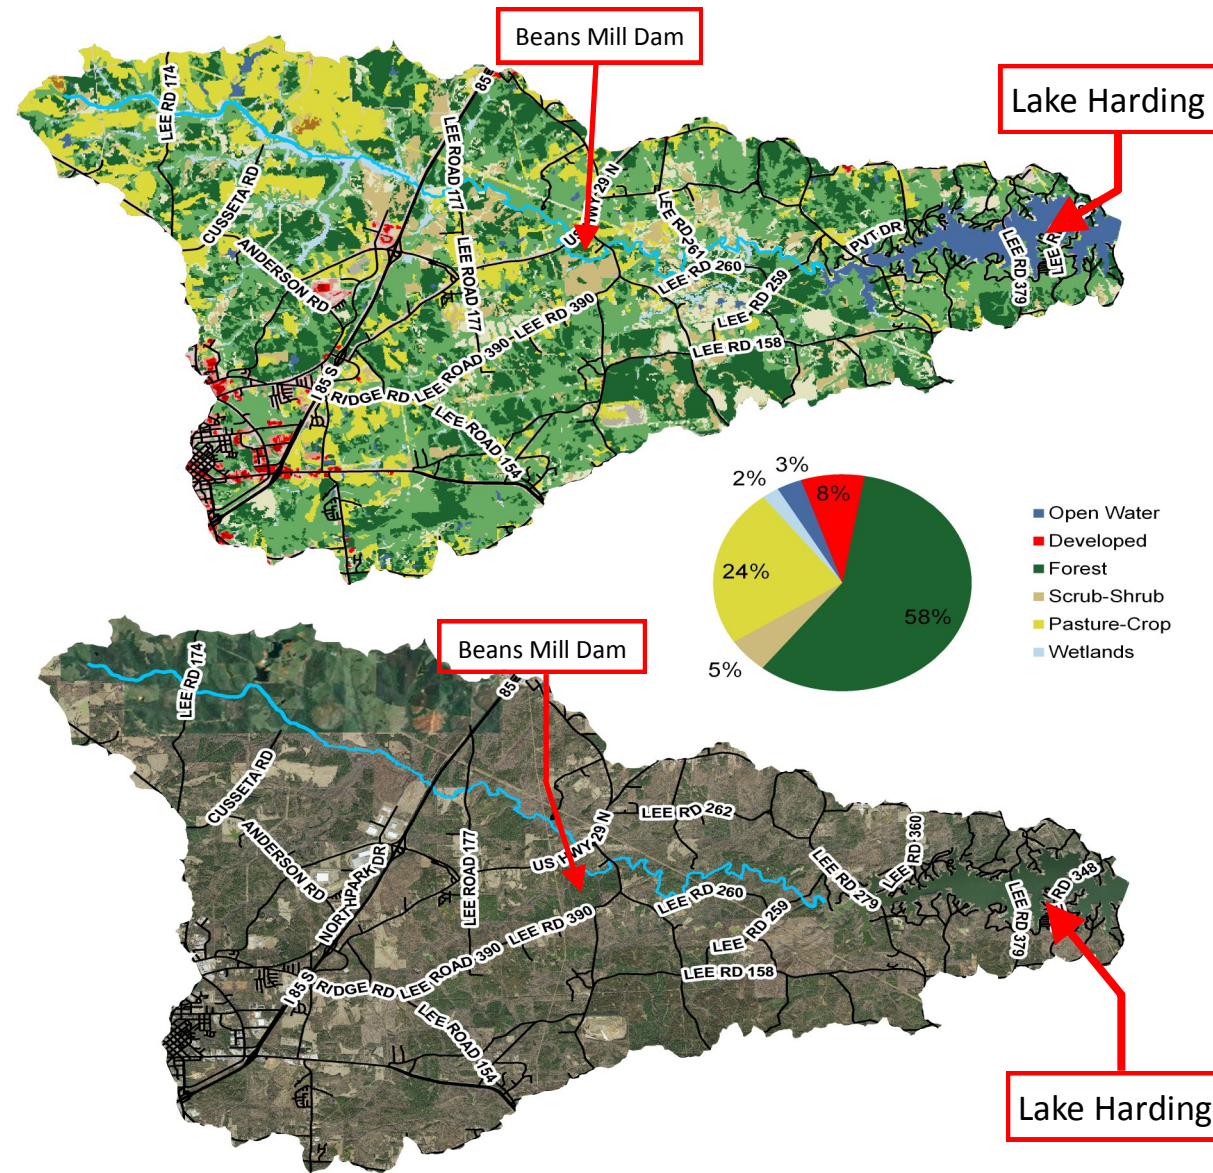 Beans Mill Dam
Lake Harding
LEE RD 174
85
LEE ROAD 177
US HWY 29 N
CUSSETA RD
LEE RD 261
PVT DR
LEE RD 379
LEE R
ANDERSON RD
LEE ROAD 177
LEE RD 260
LEE RD 259
LEE RD 390
LEE ROAD 390
LEE RD 158
I 85 S
RIDGE RD
LEE ROAD 154
2%
3%
8%
24%
58%
5%
Open Water
Developed
Forest
Scrub-Shrub
Pasture-Crop
Wetlands
Beans Mill Dam
LEE RD 174
85
CUSSETA RD
ANDERSON RD
NORTHPARK DR
LEE ROAD 177
US HWY 29 N
LEE RD 262
LEE RD 360
LEE RD 279
RD 348
LEE RD 379
LEE RD 260
LEE RD 259
LEE RD 390
LEE ROAD 390
LEE RD 158
I 85 S
RIDGE RD
LEE ROAD 154
Lake Harding